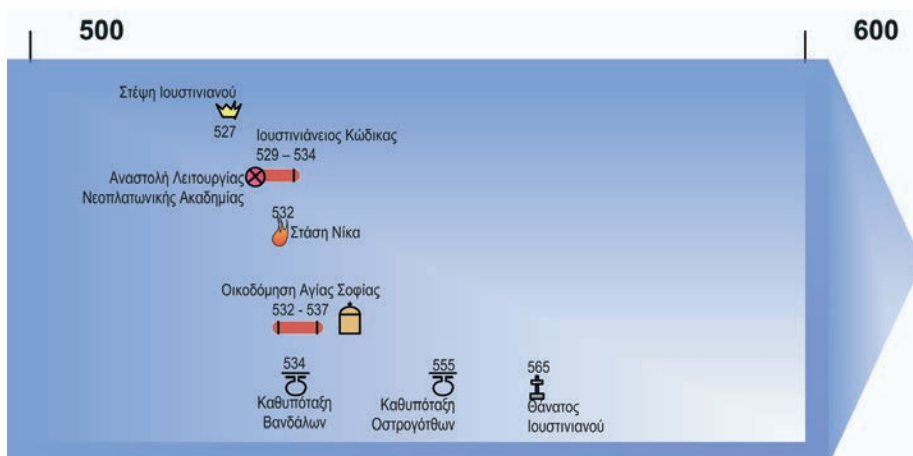 500
600
Στέψη Ιουστινιανού
527
Ιουστινιάνειος Κώδικας
529 – 534
Αναστολή Λειτουργίας
Νεοπλατωνικής Ακαδημίας
532
Στάση Νίκα
Οικοδόμηση Αγίας Σοφίας
532 - 537
534
Καθυπόταξη
Βανδάλων
555
Καθυπόταξη
Οστρογότθων
565
Θάνατος
Ιουστινιανού